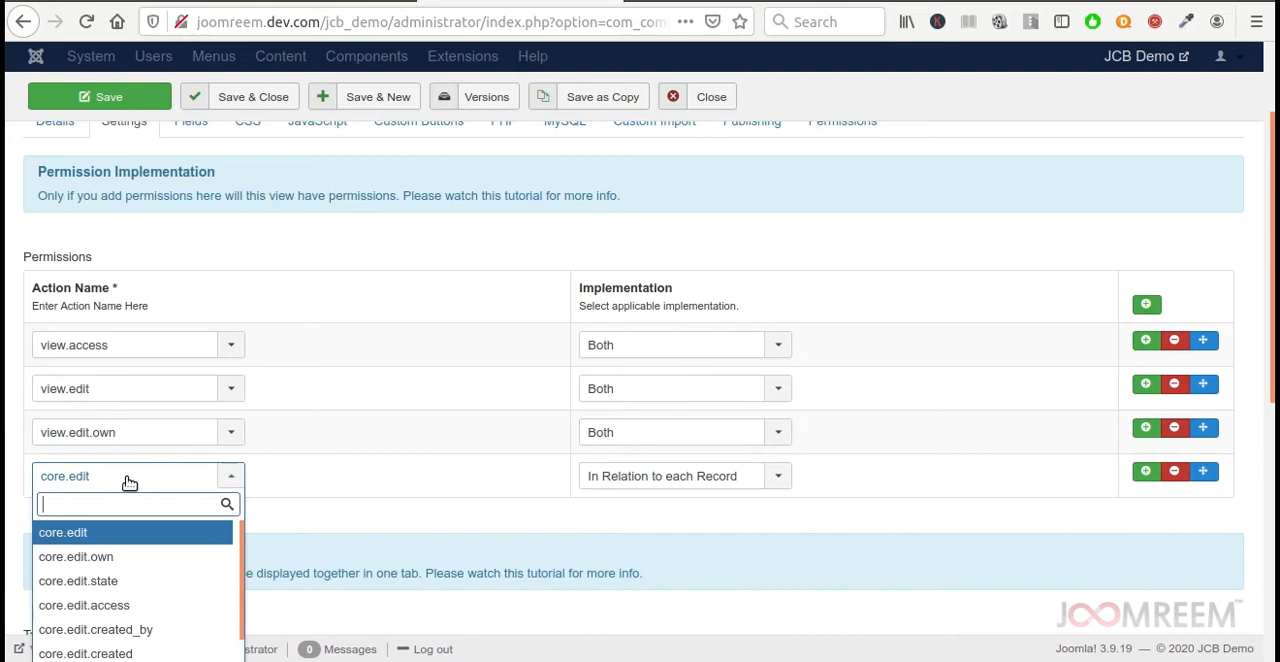 joomreem.dev.com/jcb_demo/administrator/index.php?option=com_com
Search
System Users Menus Content Components Extensions Help JCB Demo
Save Save & Close Save & New Versions Save as Copy Close
Details Settings Fields CSS JavaScript Custom Buttons PHP MySQL Custom Import Publishing Permissions
Permission Implementation
Only if you add permissions here will this view have permissions. Please watch this tutorial for more info.
Permissions
Action Name * Implementation
Enter Action Name Here Select applicable implementation.
view.access Both
view.edit Both
view.edit.own Both
core.edit In Relation to each Record
core.edit
core.edit.own
e displayed together in one tab. Please watch this tutorial for more info.
core.edit.state
core.edit.access
JOOMREEM™
core.edit.created_by
istrator 0 Messages Log out Joomla! 3.9.19 — © 2020 JCB Demo
core.edit.created